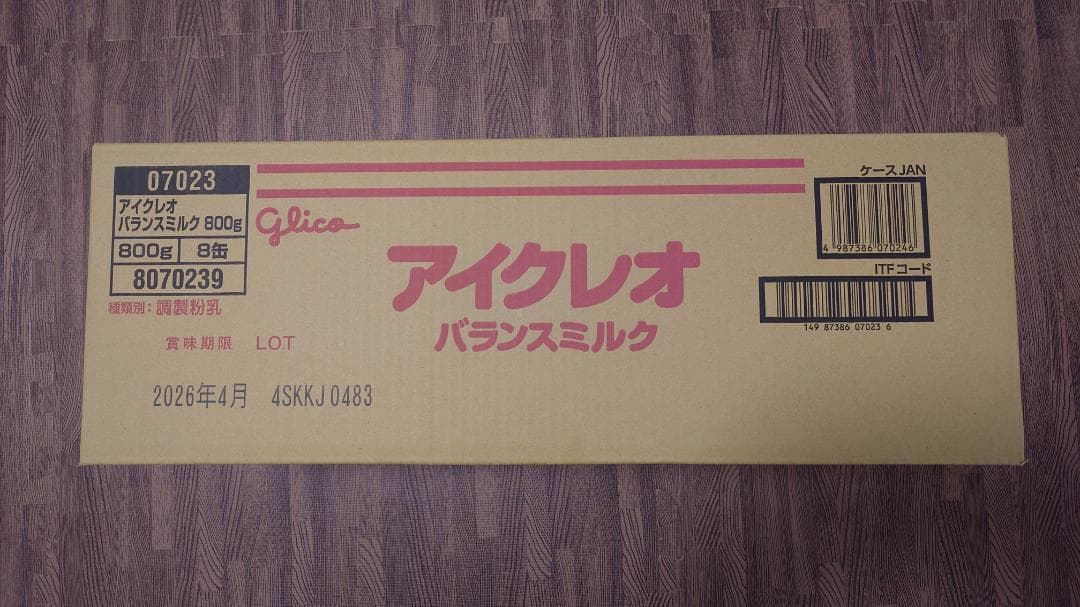 07023
アイクレオ
バランスミルク 800g
800g 8缶
8070239
種類別：調製粉乳
賞味期限 LOT
2026年4月 4SKKJ0483
glico
アイクレオ
バランスミルク
ケースJAN
4 987386 070246
ITFコード
149 87386 07023 6